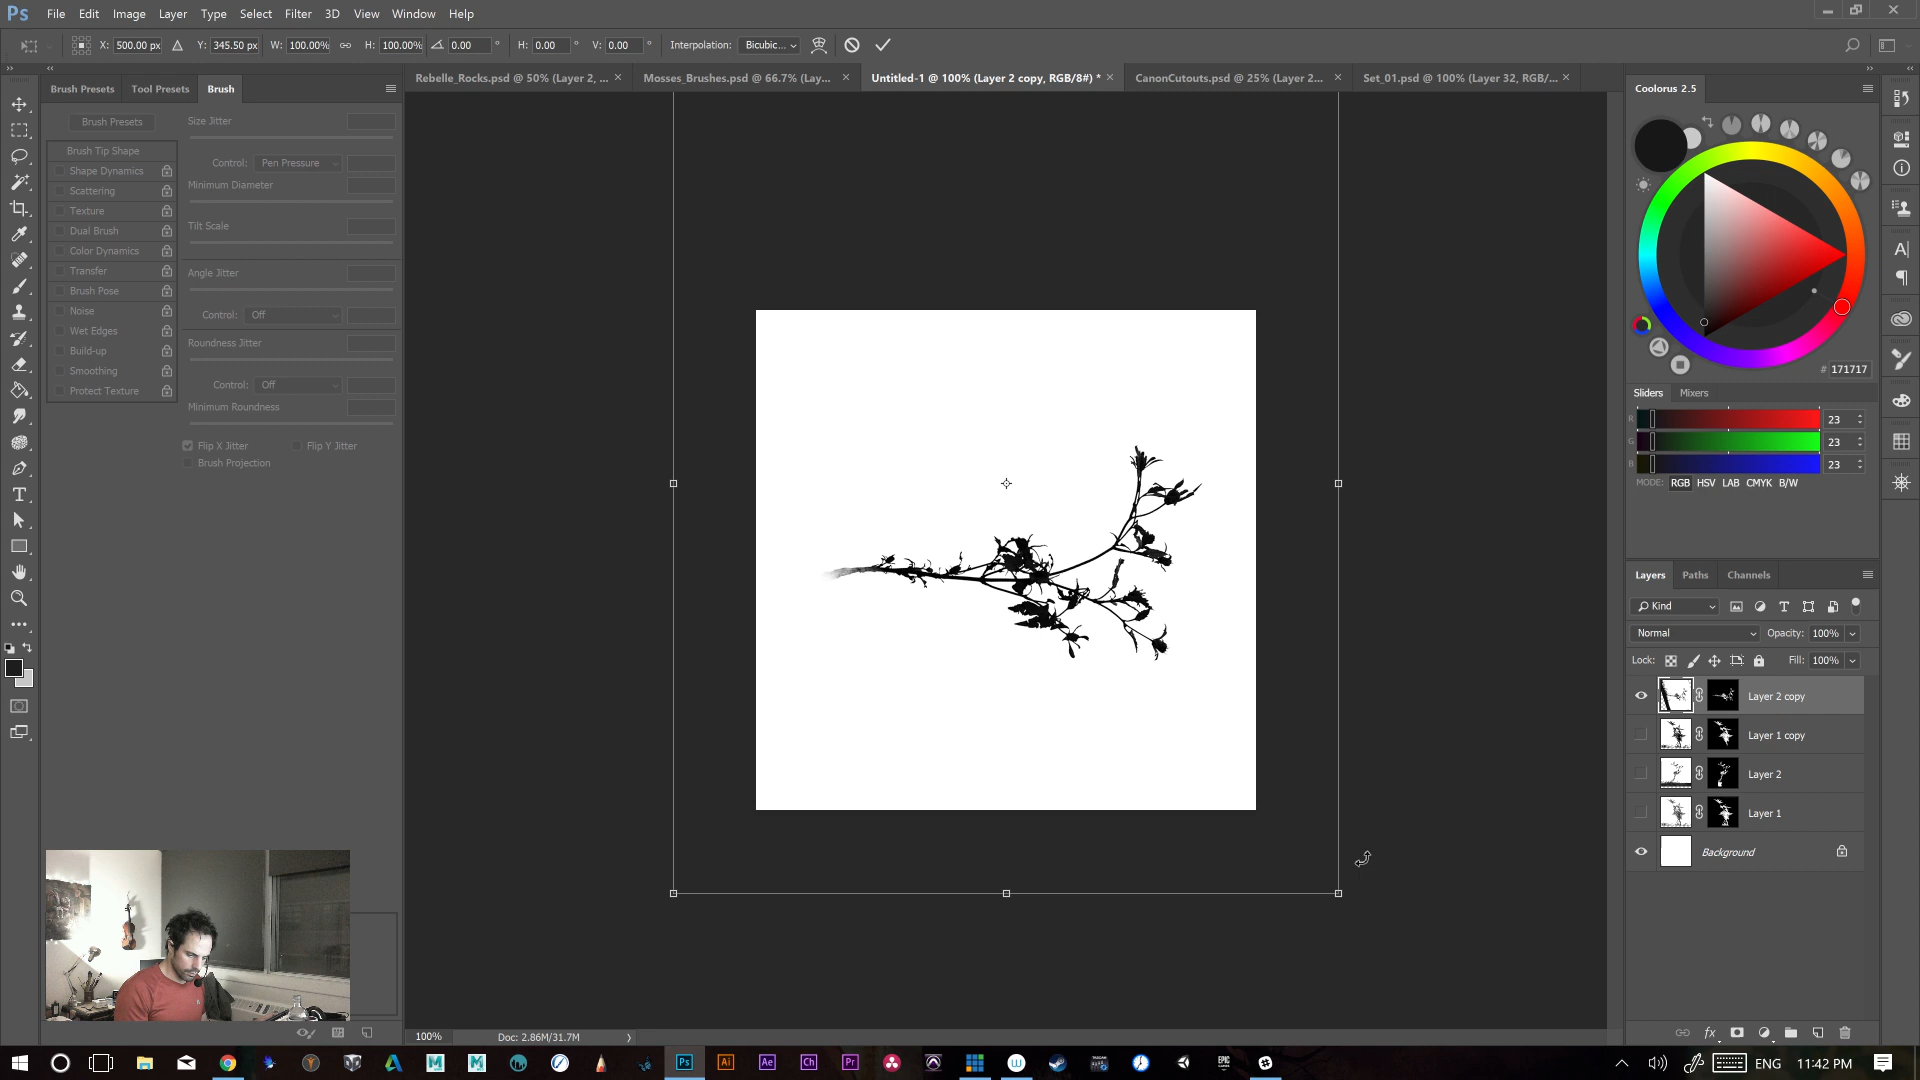 Ps File Edit Image Layer Type Select Filter 3D View Window Help
X: 500.00 px Y: 345.50 px W: 100.00% H: 100.00% 0.00 ° H: 0.00 ° V: 0.00 ° Interpolation: Bicubic...
Rebelle_Rocks.psd @ 50% (Layer 2, ... × Mosses_Brushes.psd @ 66.7% (Lay... × Untitled-1 @ 100% (Layer 2 copy, RGB/8#) * × CanonCutouts.psd @ 25% (Layer 2... × Set_01.psd @ 100% (Layer 32, RGB/... ×
Brush Presets Tool Presets Brush
Brush Presets
Brush Tip Shape
Shape Dynamics
Scattering
Texture
Dual Brush
Color Dynamics
Transfer
Brush Pose
Noise
Wet Edges
Build-up
Smoothing
Protect Texture
Size Jitter
Control: Pen Pressure
Minimum Diameter
Tilt Scale
Angle Jitter
Control: Off
Roundness Jitter
Control: Off
Minimum Roundness
Flip X Jitter Flip Y Jitter
Brush Projection
Coolorus 2.5
# 171717
Sliders Mixers
R 23
G 23
B 23
MODE: RGB HSV LAB CMYK B/W
Layers Paths Channels
Kind
Normal Opacity: 100%
Lock: Fill: 100%
Layer 2 copy
Layer 1 copy
Layer 2
Layer 1
Background
100% Doc: 2.86M/31.7M
Ps Ai Ae Ch Pr EPIC GAMES ENG 11:42 PM